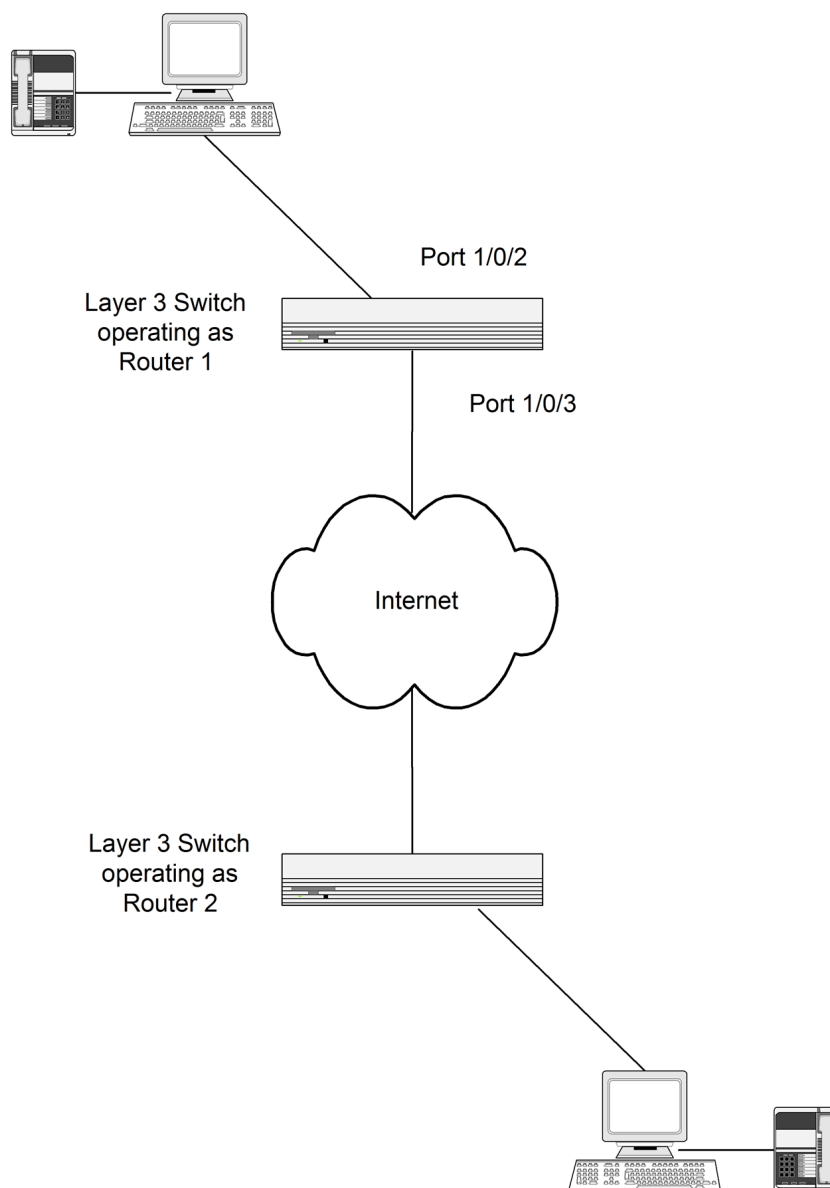 Port 1/0/2
Layer 3 Switch
operating as
Router 1
Port 1/0/3
Internet
Layer 3 Switch
operating as
Router 2